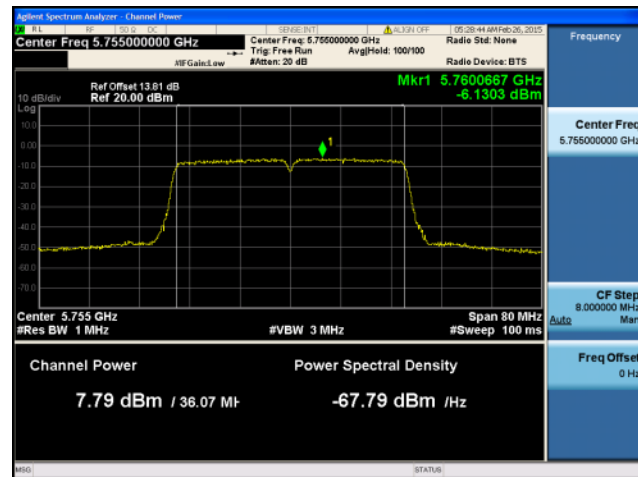 Agilent Spectrum Analyzer - Channel Power
RL RF 50 Ω DC SENSE:INT ALIGN OFF 05:28:44 AM Feb 26, 2015
Center Freq 5.755000000 GHz
Center Freq: 5.755000000 GHz
Radio Std: None
Trig: Free Run Avg|Hold: 100/100
#IFGain:Low #Atten: 20 dB Radio Device: BTS
Mkr1 5.7600667 GHz
-6.1303 dBm
Ref Offset 13.81 dB
10 dB/div Ref 20.00 dBm
Log
10.0
0.00
-10.0
-20.0
-30.0
-40.0
-50.0
-60.0
-70.0
1
Center 5.755 GHz Span 80 MHz
#Res BW 1 MHz #VBW 3 MHz #Sweep 100 ms
Channel Power Power Spectral Density
7.79 dBm / 36.07 MH -67.79 dBm /Hz
MSG STATUS
Frequency
Center Freq
5.755000000 GHz
CF Step
8.000000 MHz
Auto Man
Freq Offset
0 Hz